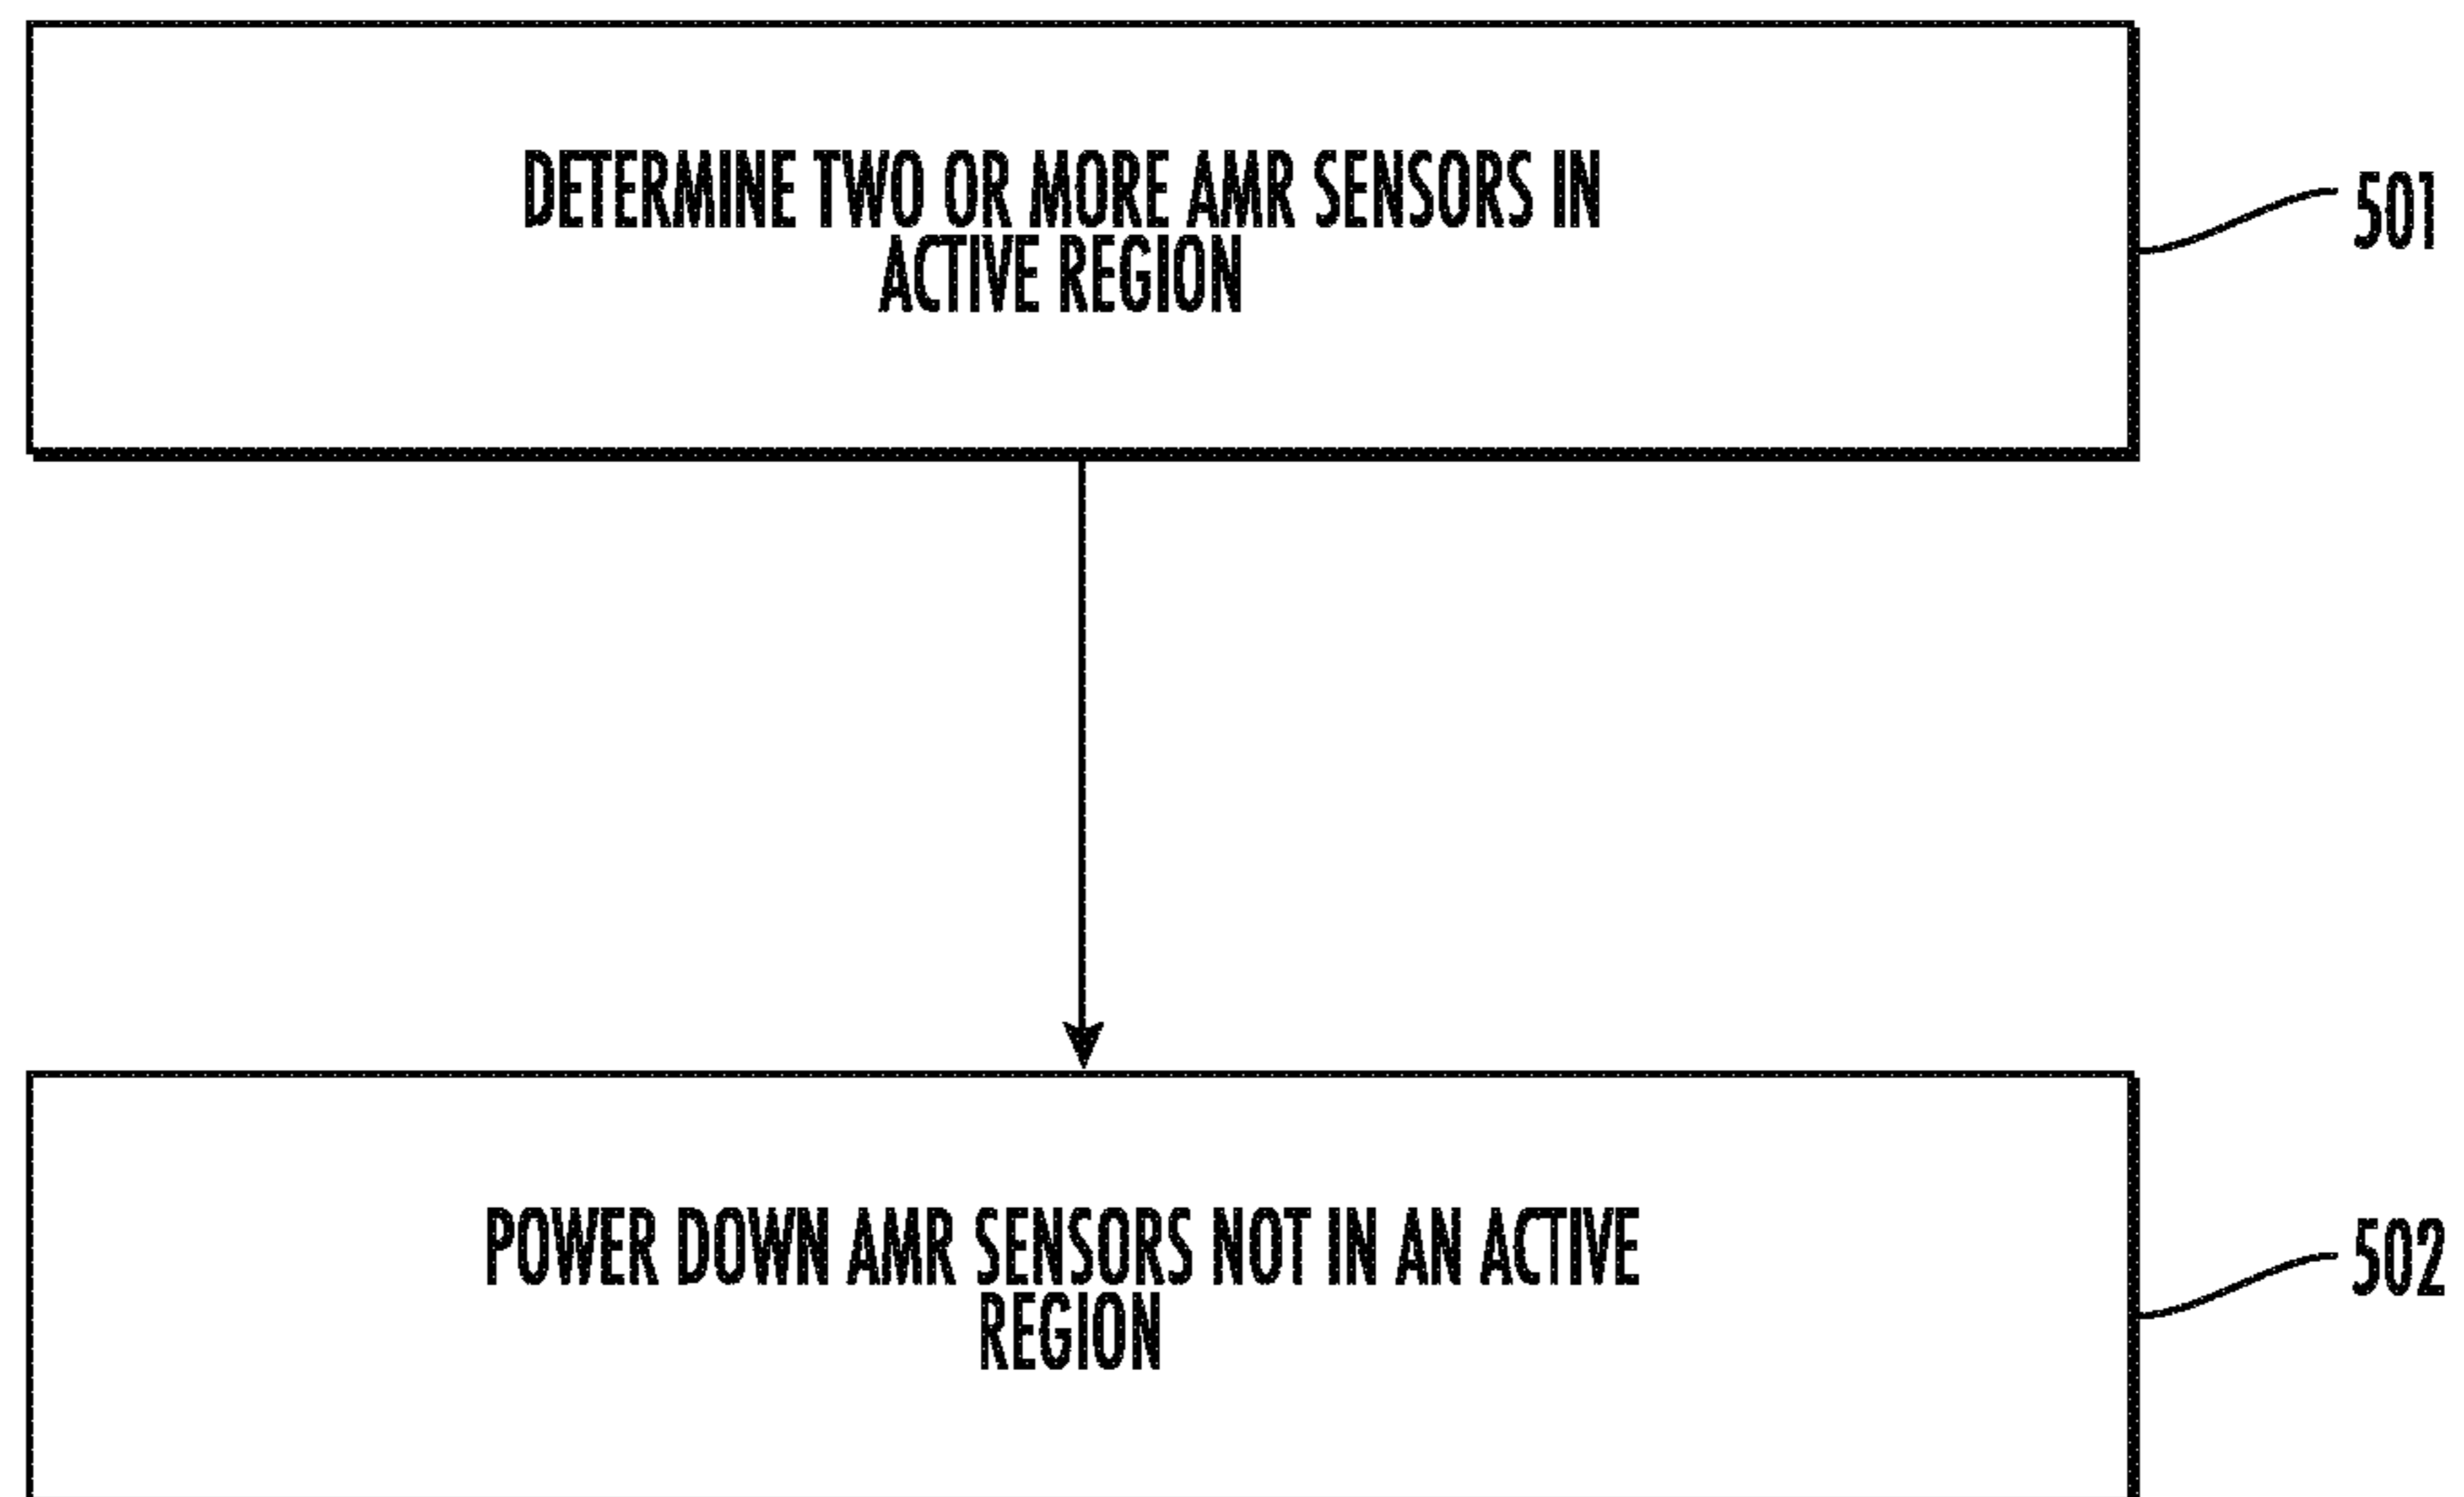 DETERMINE TWO OR MORE AMR SENSORS IN
ACTIVE REGION
501
POWER DOWN AMR SENSORS NOT IN AN ACTIVE
REGION
502